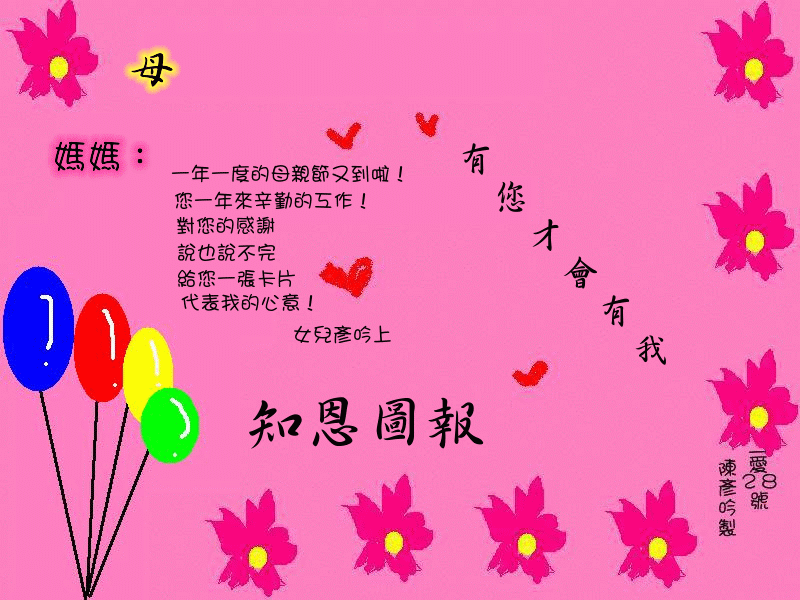 母
媽媽：
一年一度的母親節又到啦！
您一年來辛勤的互作！
對您的感謝
說也說不完
給您一張卡片
代表我的心意！
女兒彥吟上
有您才會有我
知恩圖報
一愛28號
陳彥吟製